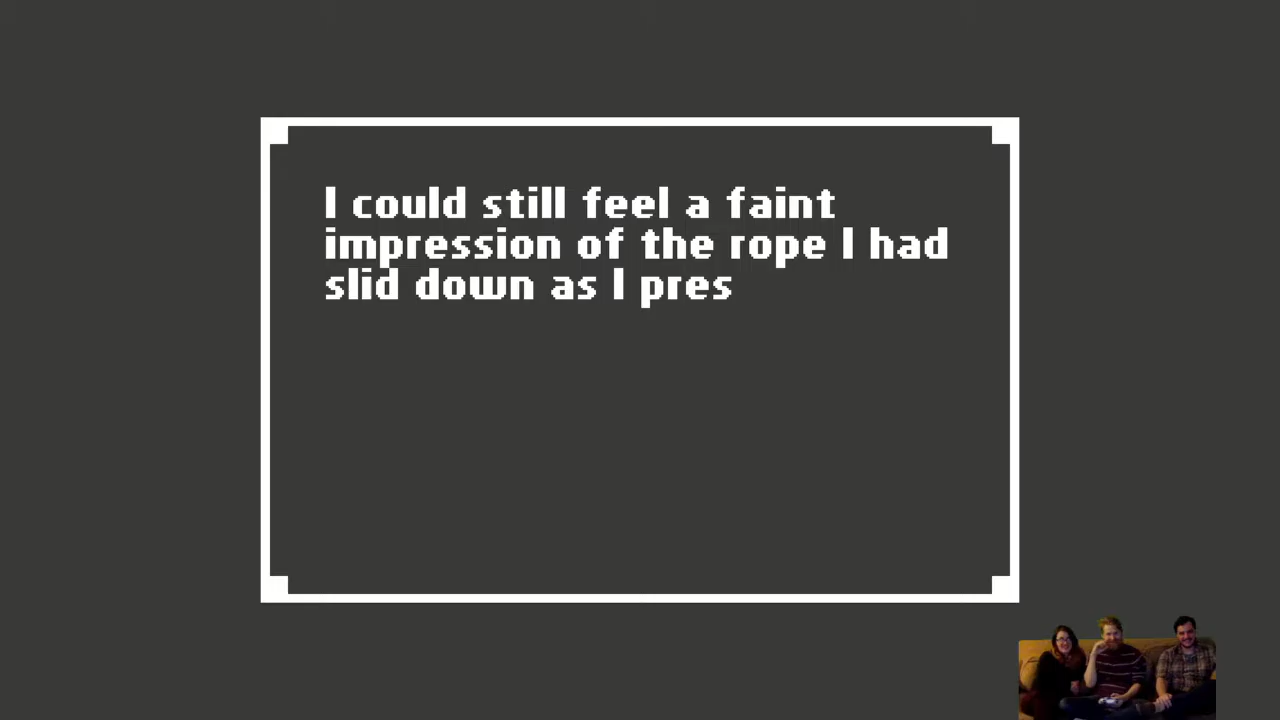 I could still feel a faint
impression of the rope I had
slid down as I pres